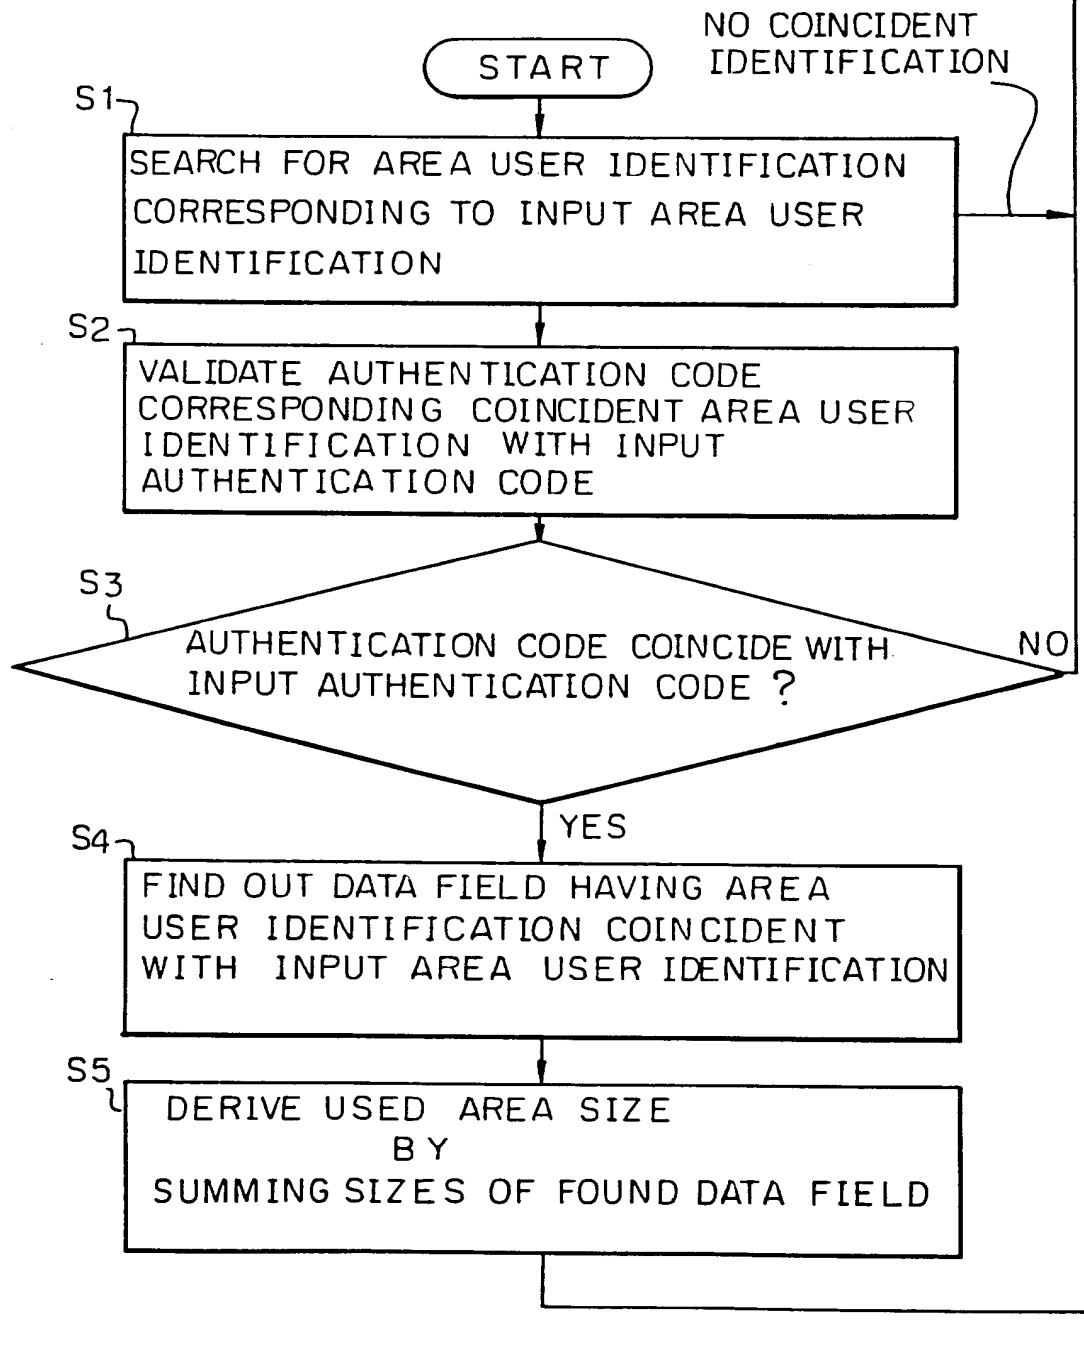 NO COINCIDENT
IDENTIFICATION
START
S1
SEARCH FOR AREA USER IDENTIFICATION
CORRESPONDING TO INPUT AREA USER
IDENTIFICATION
S2
VALIDATE AUTHENTICATION CODE
CORRESPONDING COINCIDENT AREA USER
IDENTIFICATION WITH INPUT
AUTHENTICATION CODE
S3
AUTHENTICATION CODE COINCIDE WITH
INPUT AUTHENTICATION CODE ?
NO
YES
S4
FIND OUT DATA FIELD HAVING AREA
USER IDENTIFICATION COINCIDENT
WITH INPUT AREA USER IDENTIFICATION
S5
DERIVE USED AREA SIZE
BY
SUMMING SIZES OF FOUND DATA FIELD